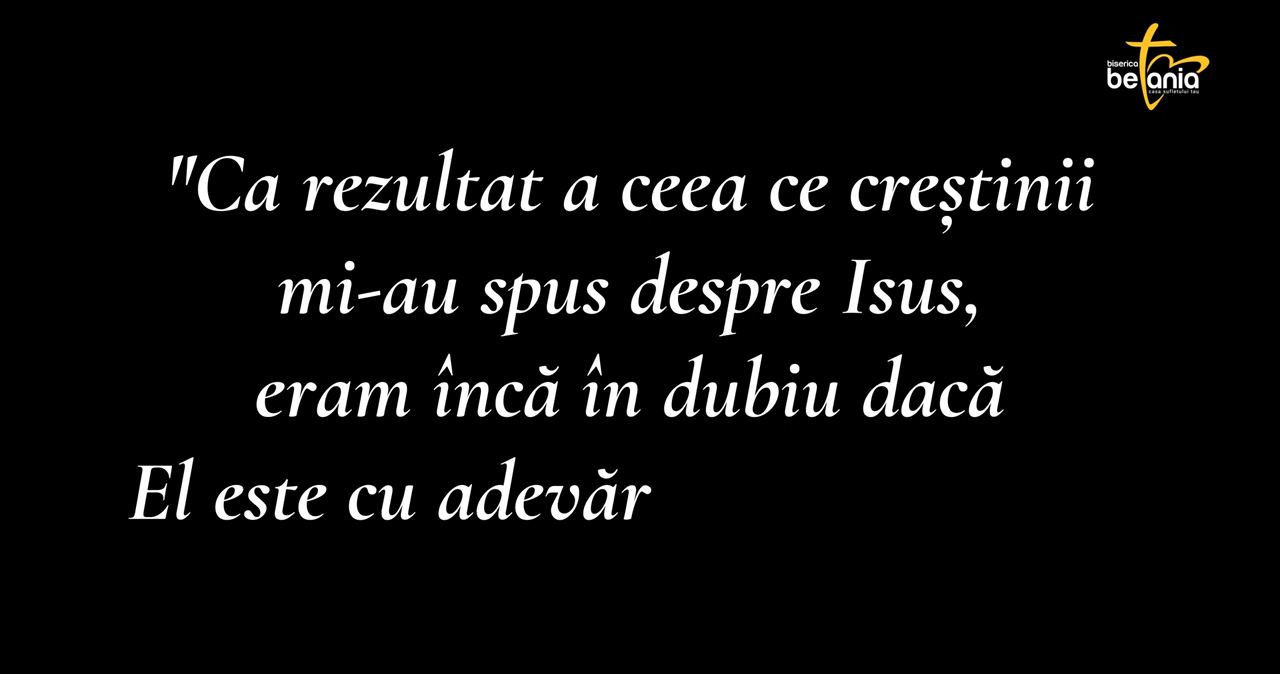 biserica
betania
casa sufletului tau
"Ca rezultat a ceea ce creștinii
mi-au spus despre Isus,
eram încă în dubiu dacă
El este cu adevăr